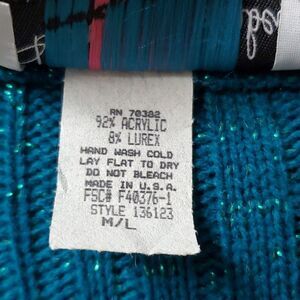 RN 70382
92% ACRYLIC
8% LUREX
HAND WASH COLD
LAY FLAT TO DRY
DO NOT BLEACH
MADE IN U.S.A.
FSC# F40376-1
STYLE 136123
M/L